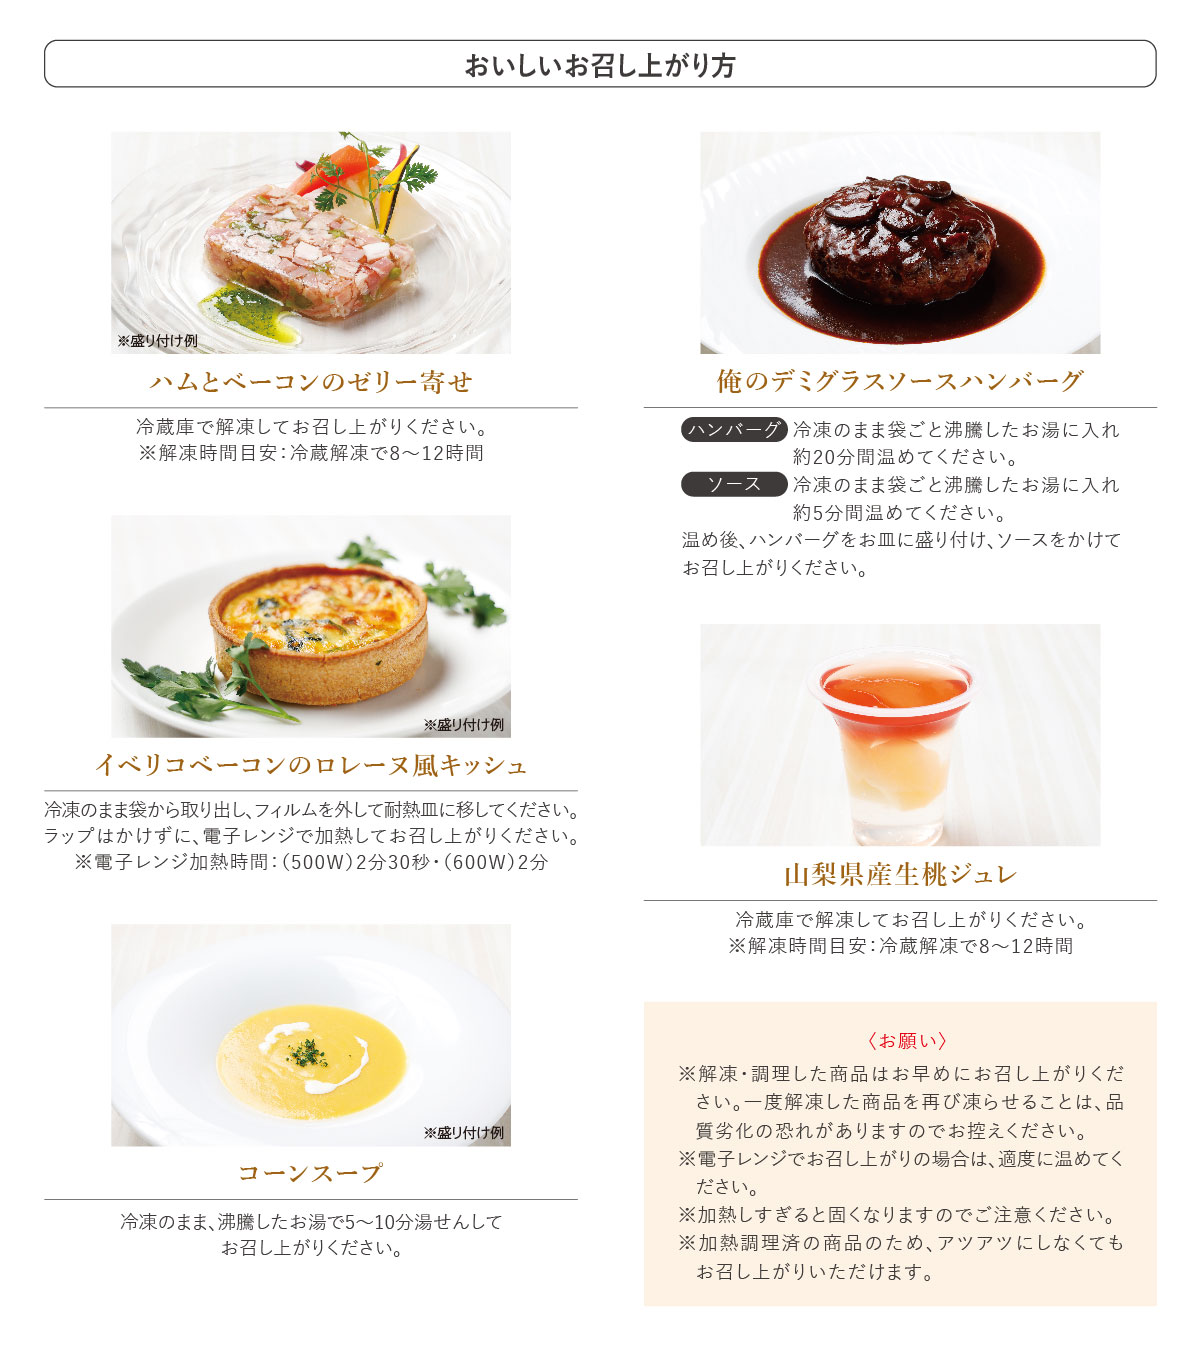 おいしいお召し上がり方
※盛り付け例
ハムとベーコンのゼリー寄せ
冷蔵庫で解凍してお召し上がりください。
※解凍時間目安：冷蔵解凍で8～12時間
※盛り付け例
イベリコベーコンのロレーヌ風キッシュ
冷凍のまま袋から取り出し、フィルムを外して耐熱皿に移してください。
ラップはかけずに、電子レンジで加熱してお召し上がりください。
※電子レンジ加熱時間：（500W）2分30秒・（600W）2分
※盛り付け例
コーンスープ
冷凍のまま、沸騰したお湯で5～10分湯せんして
お召し上がりください。
俺のデミグラスソースハンバーグ
ハンバーグ 冷凍のまま袋ごと沸騰したお湯に入れ
約20分間温めてください。
ソース 冷凍のまま袋ごと沸騰したお湯に入れ
約5分間温めてください。
温め後、ハンバーグをお皿に盛り付け、ソースをかけて
お召し上がりください。
山梨県産生桃ジュレ
冷蔵庫で解凍してお召し上がりください。
※解凍時間目安：冷蔵解凍で8～12時間
〈お願い〉
※解凍・調理した商品はお早めにお召し上がりくだ
さい。一度解凍した商品を再び凍らせることは、品
質劣化の恐れがありますのでお控えください。
※電子レンジでお召し上がりの場合は、適度に温めてく
ださい。
※加熱しすぎると固くなりますのでご注意ください。
※加熱調理済の商品のため、アツアツにしなくても
お召し上がりいただけます。